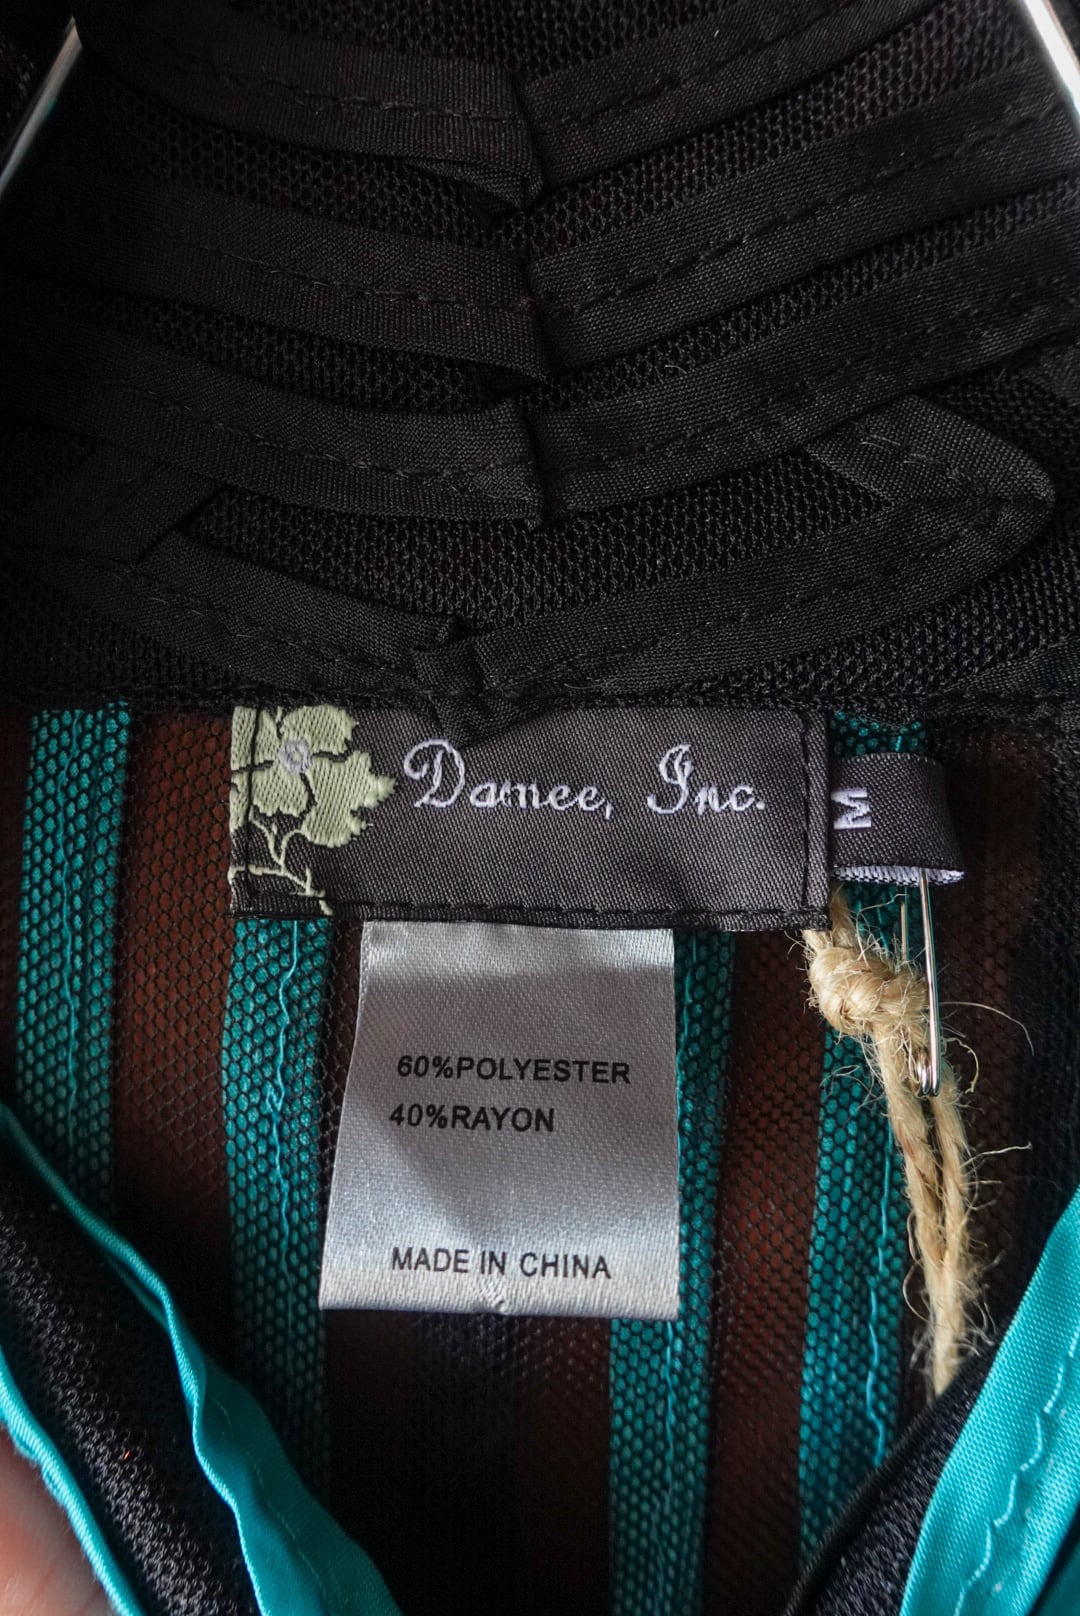 Damee, Inc.
M
60%POLYESTER
40%RAYON
MADE IN CHINA